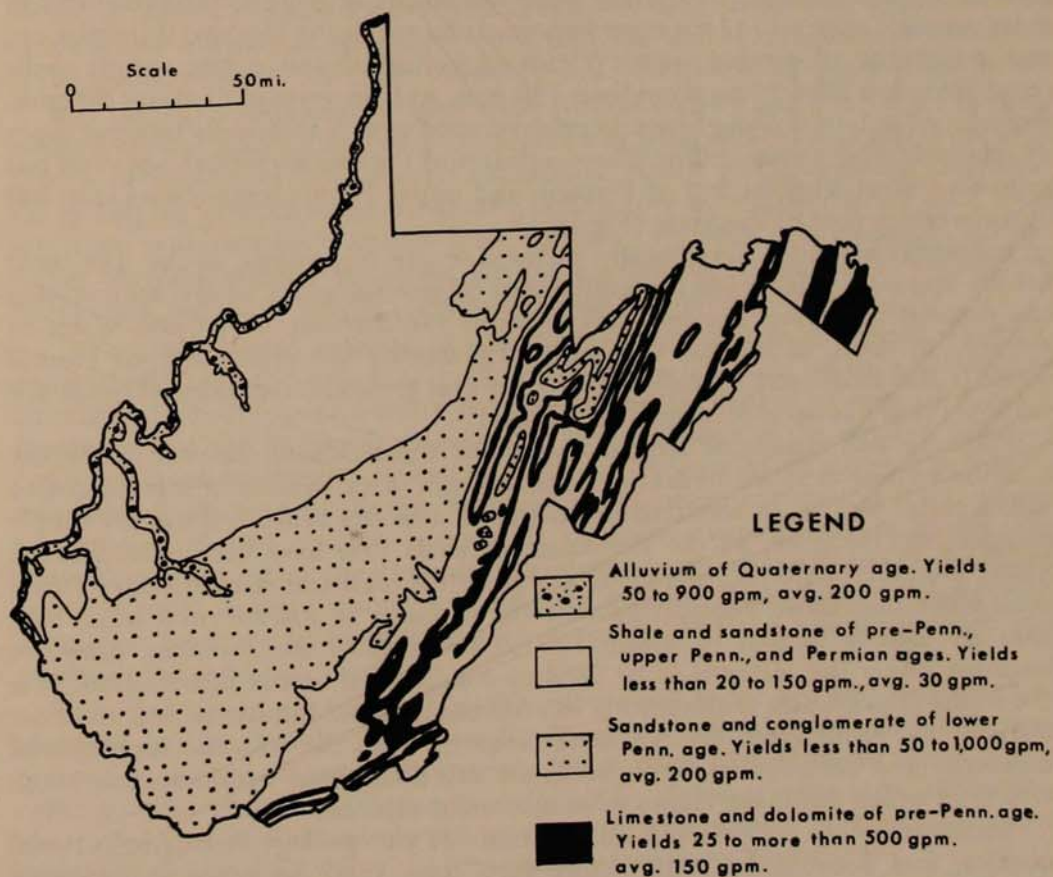 Scale
0 50mi.
LEGEND
Alluvium of Quaternary age. Yields
50 to 900 gpm, avg. 200 gpm.
Shale and sandstone of pre-Penn.,
upper Penn., and Permian ages. Yields
less than 20 to 150 gpm., avg. 30 gpm.
Sandstone and conglomerate of lower
Penn. age. Yields less than 50 to 1,000 gpm,
avg. 200 gpm.
Limestone and dolomite of pre-Penn. age.
Yields 25 to more than 500 gpm.
avg. 150 gpm.